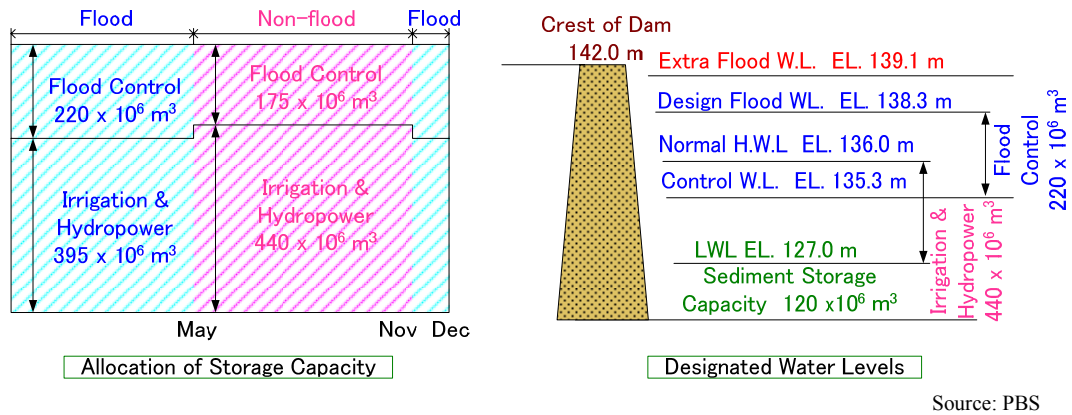 Flood
Non-flood
Flood
Flood Control
220 x 10⁶ m³
Flood Control
175 x 10⁶ m³
Irrigation &
Hydropower
395 x 10⁶ m³
Irrigation &
Hydropower
440 x 10⁶ m³
May
Nov
Dec
Allocation of Storage Capacity
Crest of Dam
142.0 m
Extra Flood W.L. EL. 139.1 m
Design Flood WL. EL. 138.3 m
Normal H.W.L EL. 136.0 m
Control W.L. EL. 135.3 m
LWL EL. 127.0 m
Sediment Storage
Capacity 120 x10⁶ m³
Flood
Control
220 x 10⁶ m³
Irrigation &
Hydropower
440 x 10⁶ m³
Designated Water Levels
Source: PBS